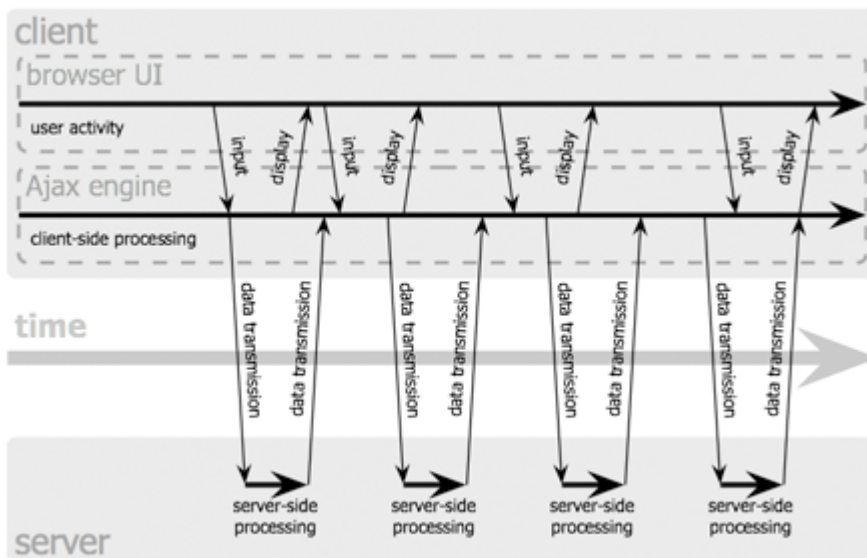 client
browser UI
user activity
input
display
input
display
input
display
input
display
Ajax engine
client-side processing
data transmission
data transmission
data transmission
data transmission
data transmission
data transmission
data transmission
data transmission
time
server-side
processing
server-side
processing
server-side
processing
server-side
processing
server